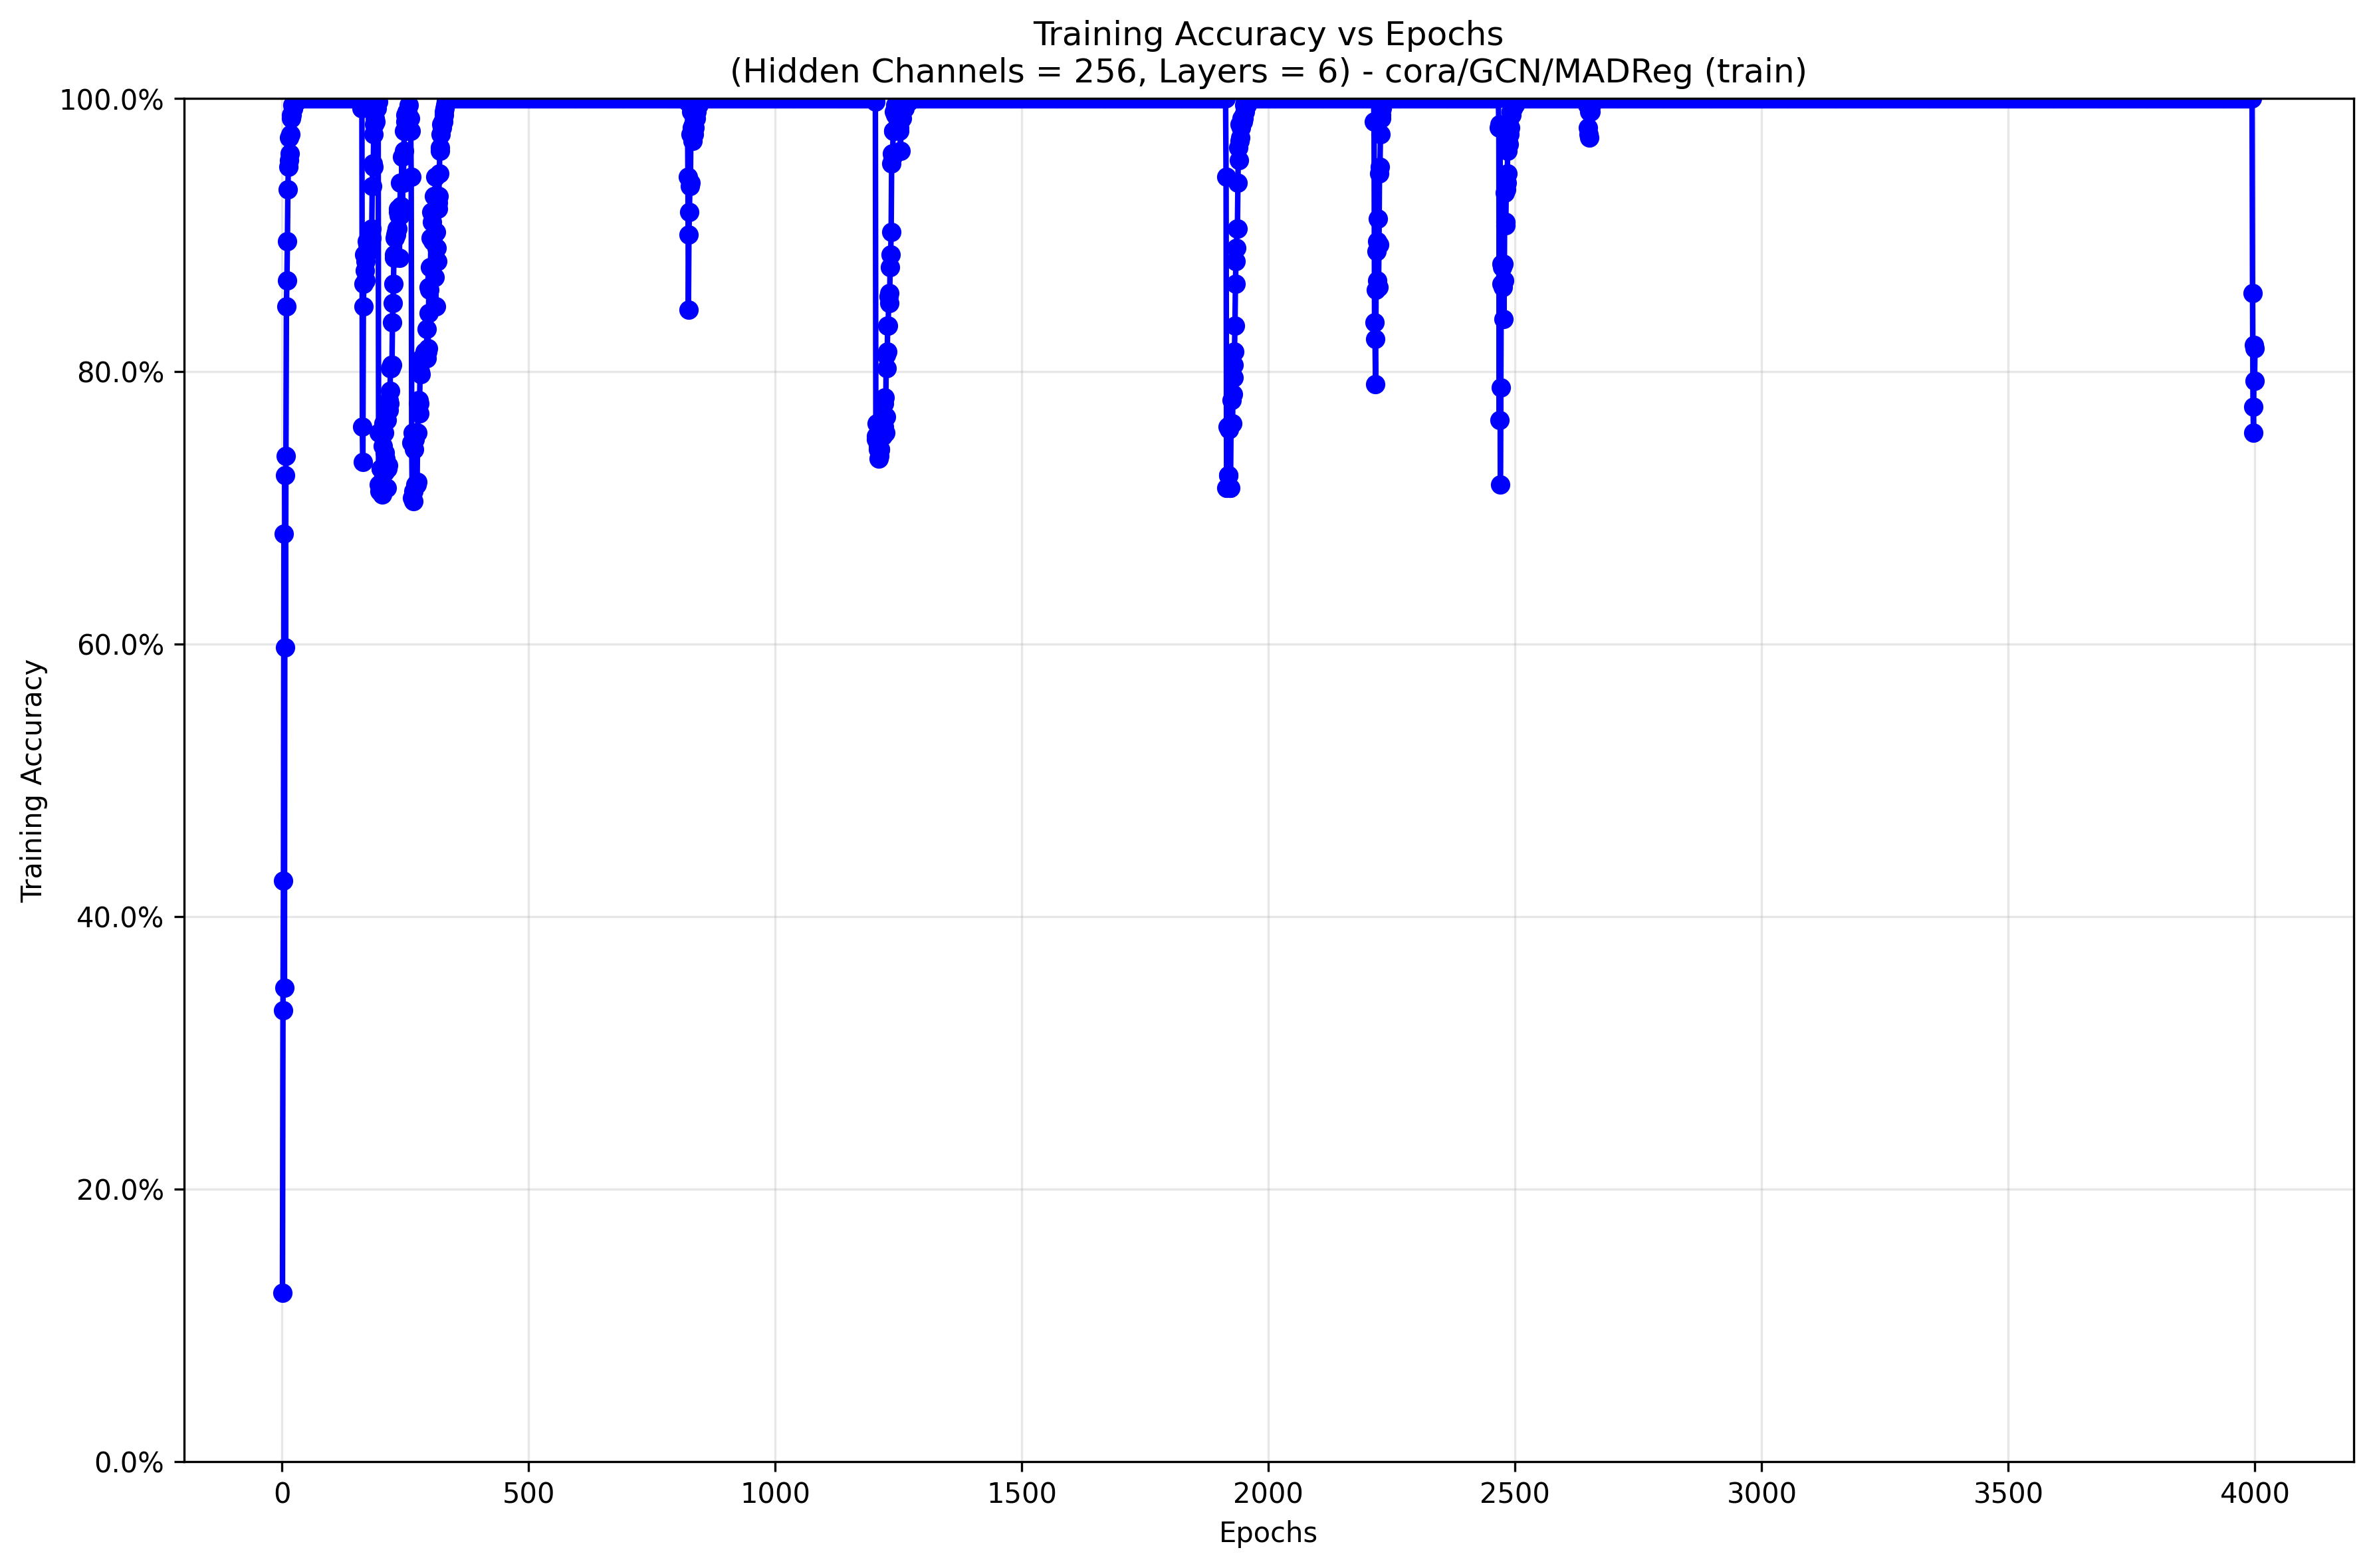 Training Accuracy vs Epochs
(Hidden Channels = 256, Layers = 6) - cora/GCN/MADReg (train)
100.0%
80.0%
60.0%
40.0%
20.0%
0.0%
Training Accuracy
0 500 1000 1500 2000 2500 3000 3500 4000
Epochs